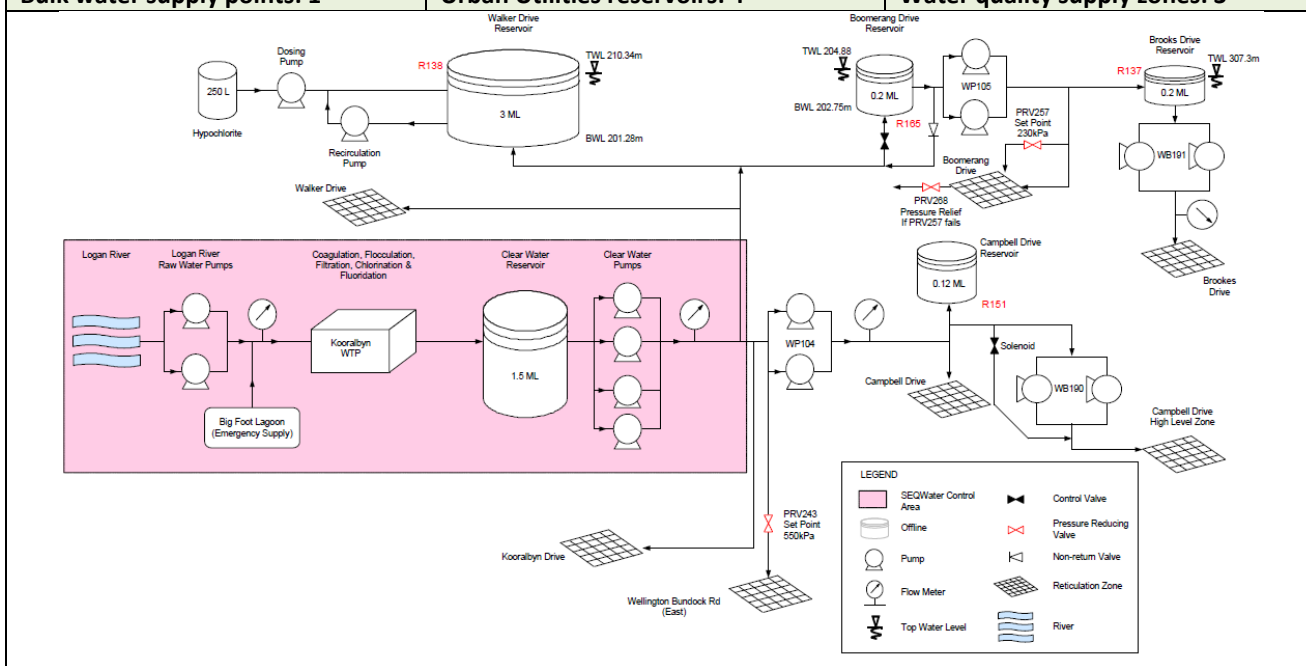 Bulk water supply points: 1
Urban Utilities reservoirs: 4
Water quality supply zones: 3
Walker Drive
Reservoir
TWL 210.34m
R138
Dosing
Pump
250 L
Hypochlorite
Recirculation
Pump
3 ML
BWL 201.28m
Boomerang Drive
Reservoir
TWL 204.88
0.2 ML
BWL 202.75m
R165
WP105
PRV257
Set Point
230kPa
Boomerang
Drive
PRV268
Pressure Relief
If PRV257 fails
Brooks Drive
Reservoir
TWL 307.3m
R137
0.2 ML
WB191
Brookes
Drive
Walker Drive
Logan River
Logan River
Raw Water Pumps
Coagulation, Flocculation,
Filtration, Chlorination &
Fluoridation
Clear Water
Reservoir
Clear Water
Pumps
Kooralbyn
WTP
1.5 ML
Big Foot Lagoon
(Emergency Supply)
WP104
Campbell Drive
Reservoir
0.12 ML
R151
Solenoid
WB190
Campbell Drive
Campbell Drive
High Level Zone
PRV243
Set Point
550kPa
Kooralbyn Drive
Wellington Bundock Rd
(East)
LEGEND
SEQWater Control
Area
Offline
Pump
Flow Meter
Top Water Level
Control Valve
Pressure Reducing
Valve
Non-return Valve
Reticulation Zone
River